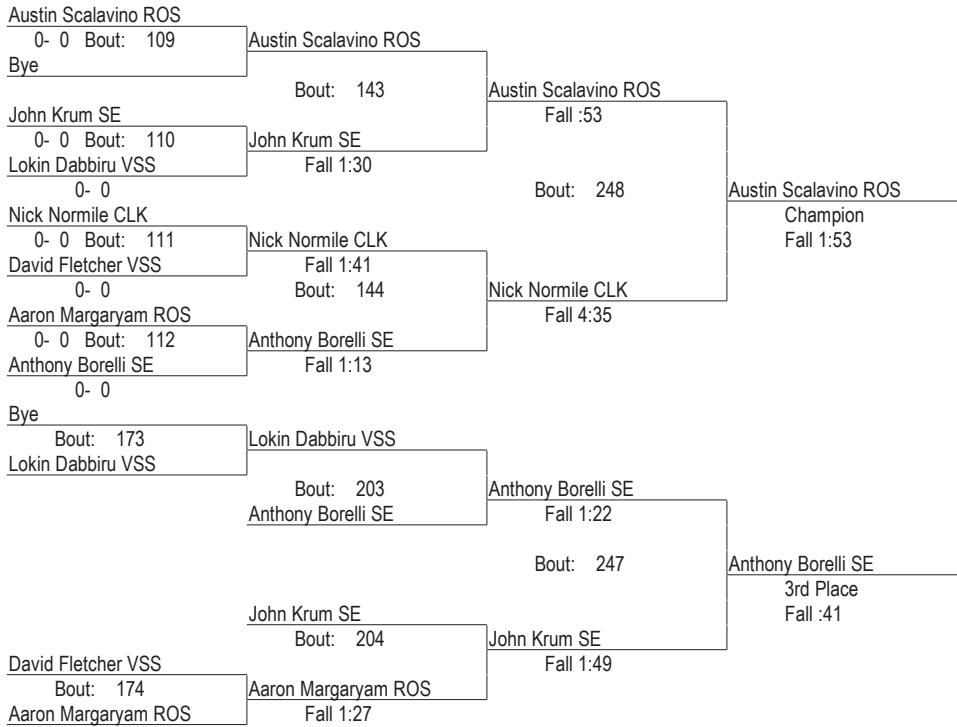 Austin Scalavino ROS
0- 0 Bout: 109 Austin Scalavino ROS
Bye
Bout: 143 Austin Scalavino ROS
John Krum SE Fall :53
0- 0 Bout: 110 John Krum SE
Lokin Dabbiru VSS Fall 1:30
0- 0 Bout: 248 Austin Scalavino ROS
Nick Normile CLK Champion
0- 0 Bout: 111 Nick Normile CLK Fall 1:53
David Fletcher VSS Fall 1:41
0- 0 Bout: 144 Nick Normile CLK
Aaron Margaryam ROS Fall 4:35
0- 0 Bout: 112 Anthony Borelli SE
Anthony Borelli SE Fall 1:13
0- 0
Bye
Bout: 173 Lokin Dabbiru VSS
Lokin Dabbiru VSS
Bout: 203 Anthony Borelli SE
Anthony Borelli SE Fall 1:22
Bout: 247 Anthony Borelli SE
3rd Place
John Krum SE Fall :41
Bout: 204 John Krum SE
David Fletcher VSS Fall 1:49
Bout: 174 Aaron Margaryam ROS
Aaron Margaryam ROS Fall 1:27